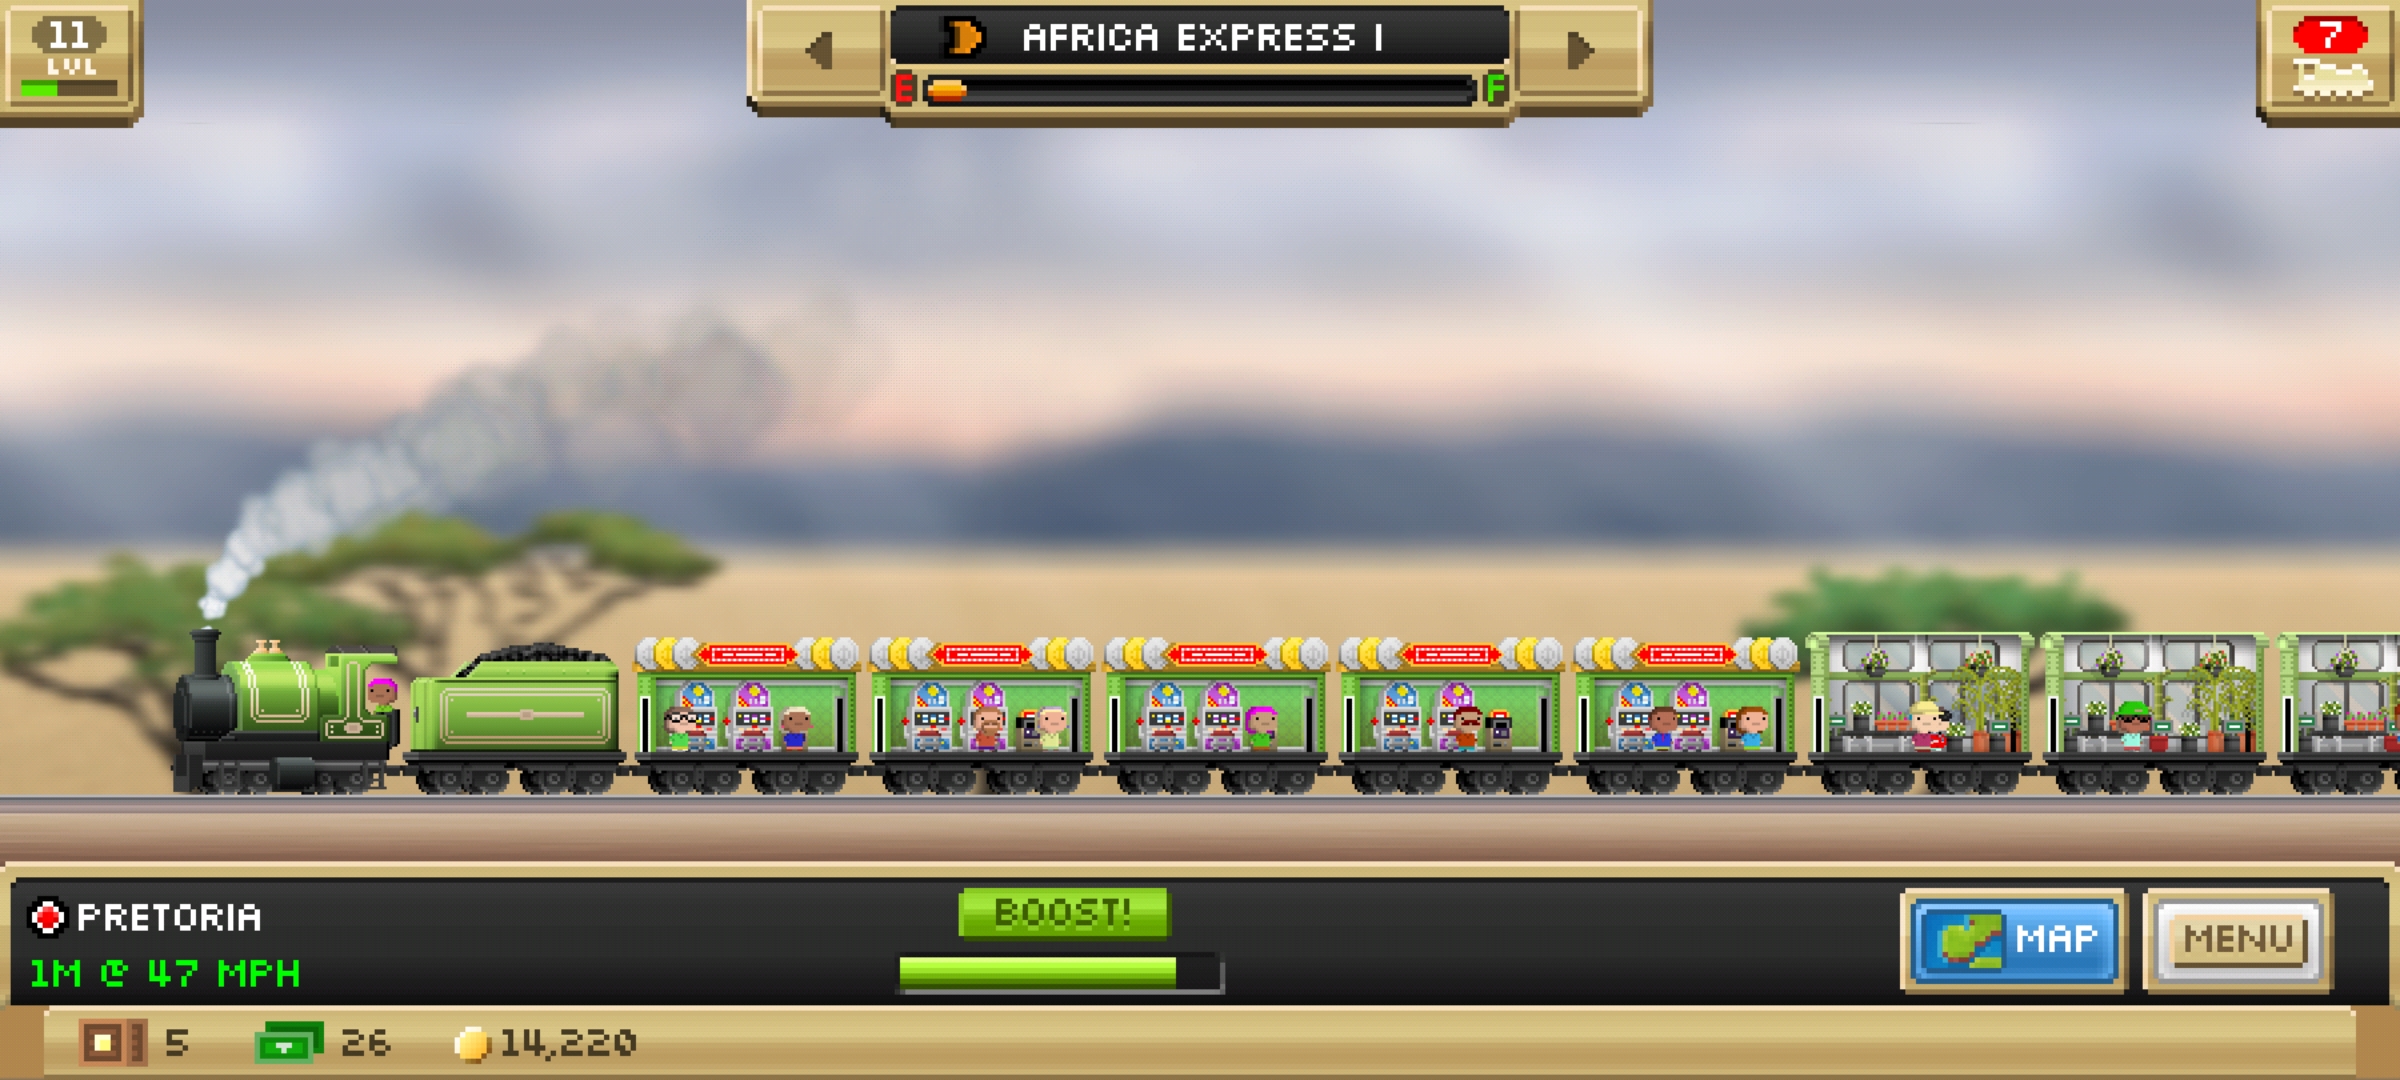 11
LVL
AFRICA EXPRESS I
E F
7
PRETORIA
1M @ 47 MPH
BOOST!
MAP
MENU
5 26 14,220